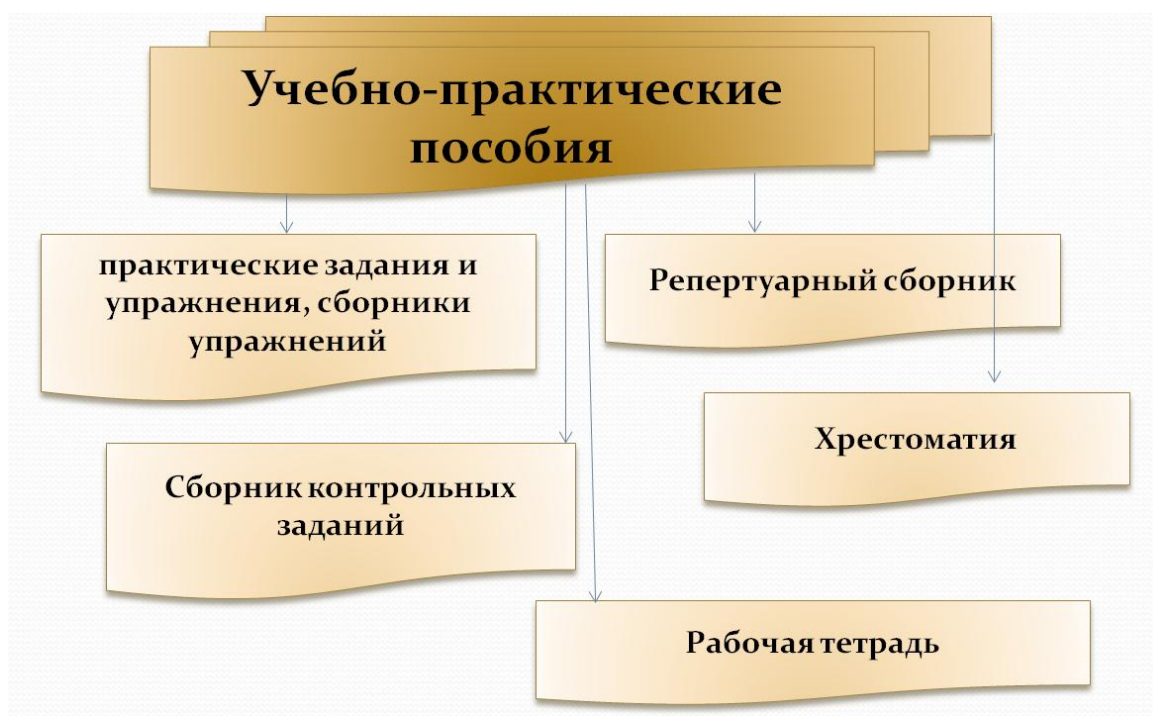 Учебно-практические
пособия
практические задания и
упражнения, сборники
упражнений
Репертуарный сборник
Хрестоматия
Сборник контрольных
заданий
Рабочая тетрадь